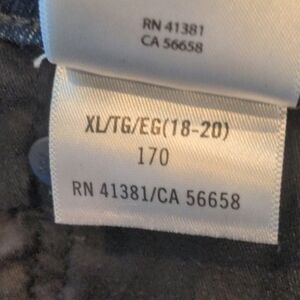 RN 41381
CA 56658
XL/TG/EG(18-20)
170
RN 41381/CA 56658